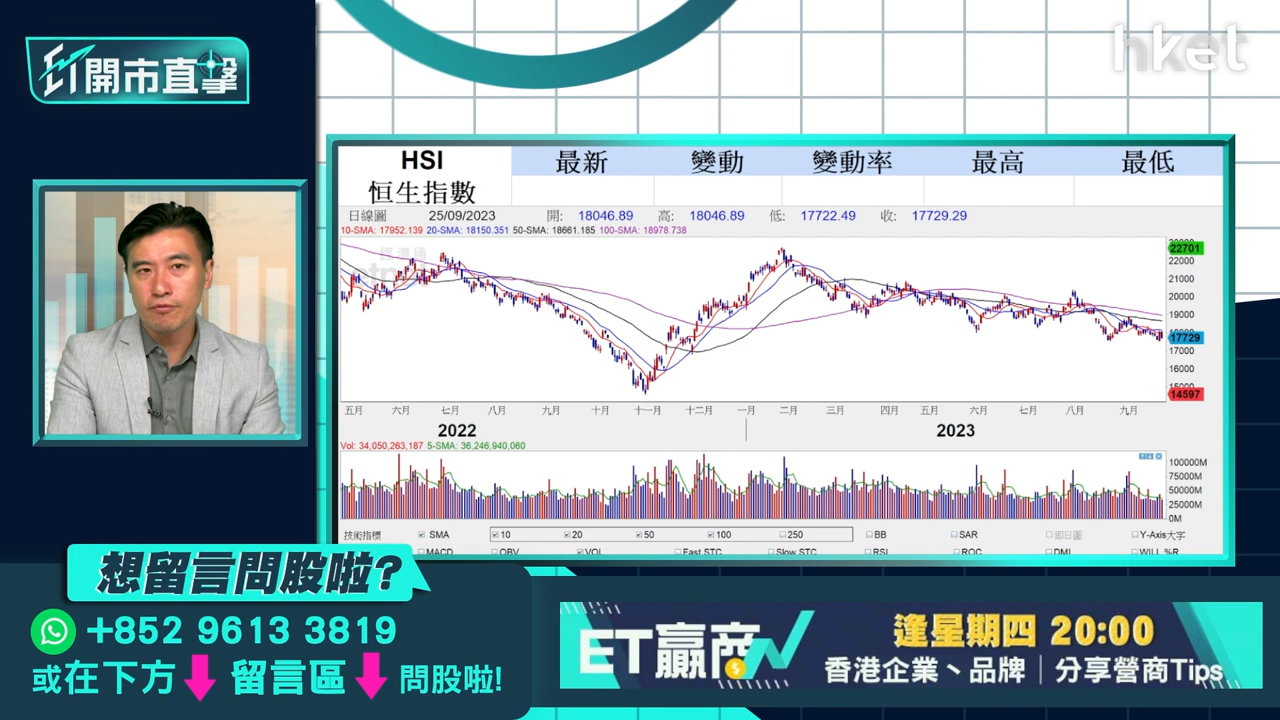 ET開市直擊
hket
HSI
恒生指數
最新 變動 變動率 最高 最低
日線圖 25/09/2023 開: 18046.89 高: 18046.89 低: 17722.49 收: 17729.29
10-SMA: 17952.139 20-SMA: 18150.351 50-SMA: 18661.185 100-SMA: 18978.738
22701
22000
21000
20000
19000
17729
17000
16000
15000
14597
五月 六月 七月 八月 九月 十月 十一月 十二月 一月 二月 三月 四月 五月 六月 七月 八月 九月
2022 2023
Vol: 34,050,263,187 5-SMA: 36,246,940,060
100000M
75000M
50000M
25000M
0M
技術指標 SMA 10 20 50 100 250 BB SAR 即日圖 Y-Axis大字
MACD OBV VOL Fast STC Slow STC RSI ROC DMI WILL %R
想留言問股啦?
+852 9613 3819
或在下方 留言區 問股啦!
ET贏商
逢星期四 20:00
香港企業、品牌｜分享營商Tips